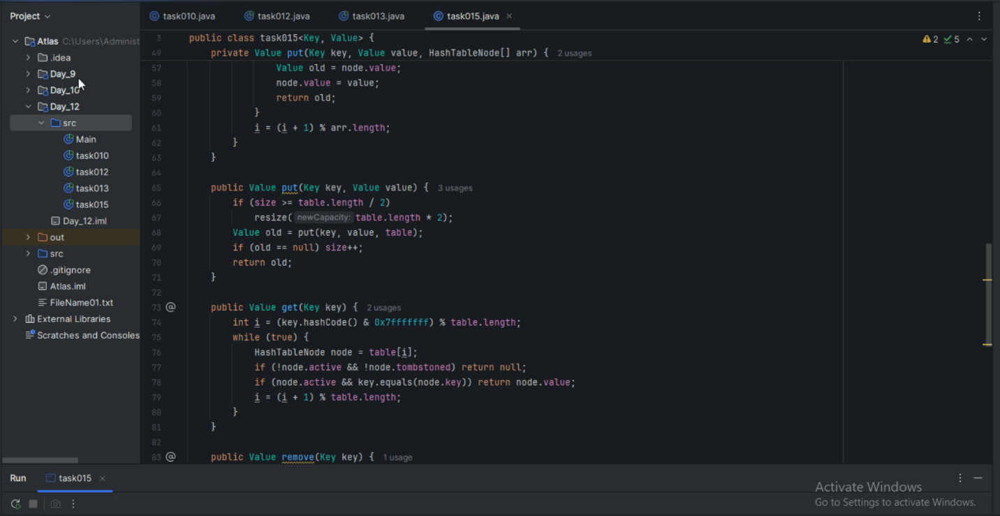 Project
task010.java task012.java task013.java task015.java
Atlas C:\Users\Administ
.idea
Day_9
Day_10
Day_12
src
Main
task010
task012
task013
task015
Day_12.iml
out
src
.gitignore
Atlas.iml
FileName01.txt
External Libraries
Scratches and Consoles
3 public class task015<Key, Value> {
49 private Value put(Key key, Value value, HashTableNode[] arr) { 2 usages
2 5
57 Value old = node.value;
58 node.value = value;
59 return old;
60 }
61 i = (i + 1) % arr.length;
62 }
63 }
64
65 public Value put(Key key, Value value) { 3 usages
66 if (size >= table.length / 2)
67 resize( newCapacity: table.length * 2);
68 Value old = put(key, value, table);
69 if (old == null) size++;
70 return old;
71 }
72
73 @ public Value get(Key key) { 2 usages
74 int i = (key.hashCode() & 0x7fffffff) % table.length;
75 while (true) {
76 HashTableNode node = table[i];
77 if (!node.active && !node.tombstoned) return null;
78 if (node.active && key.equals(node.key)) return node.value;
79 i = (i + 1) % table.length;
80 }
81 }
82
83 @ public Value remove(Key key) { 1 usage
Run task015
Activate Windows
Go to Settings to activate Windows.